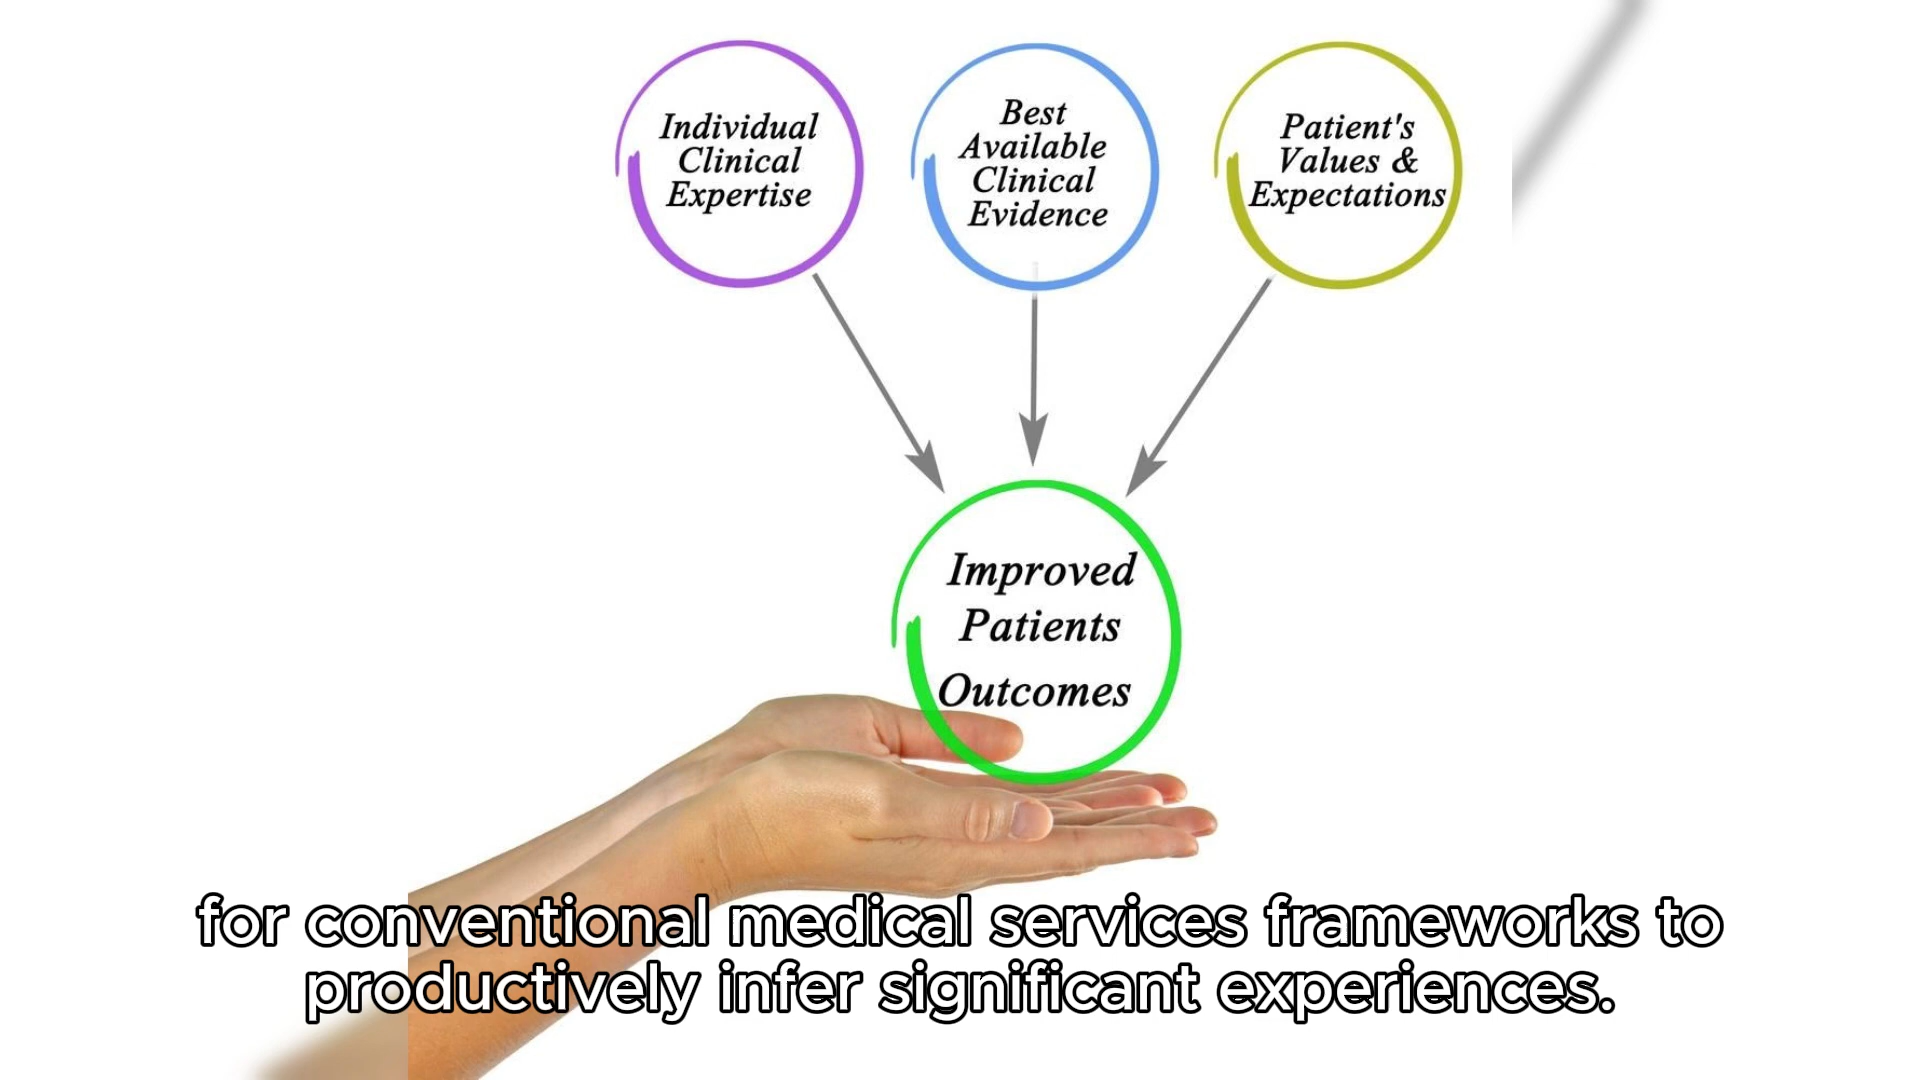 Individual
Clinical
Expertise
Best
Available
Clinical
Evidence
Patient's
Values &
Expectations
Improved
Patients
Outcomes
for conventional medical services frameworks to
productively infer significant experiences.